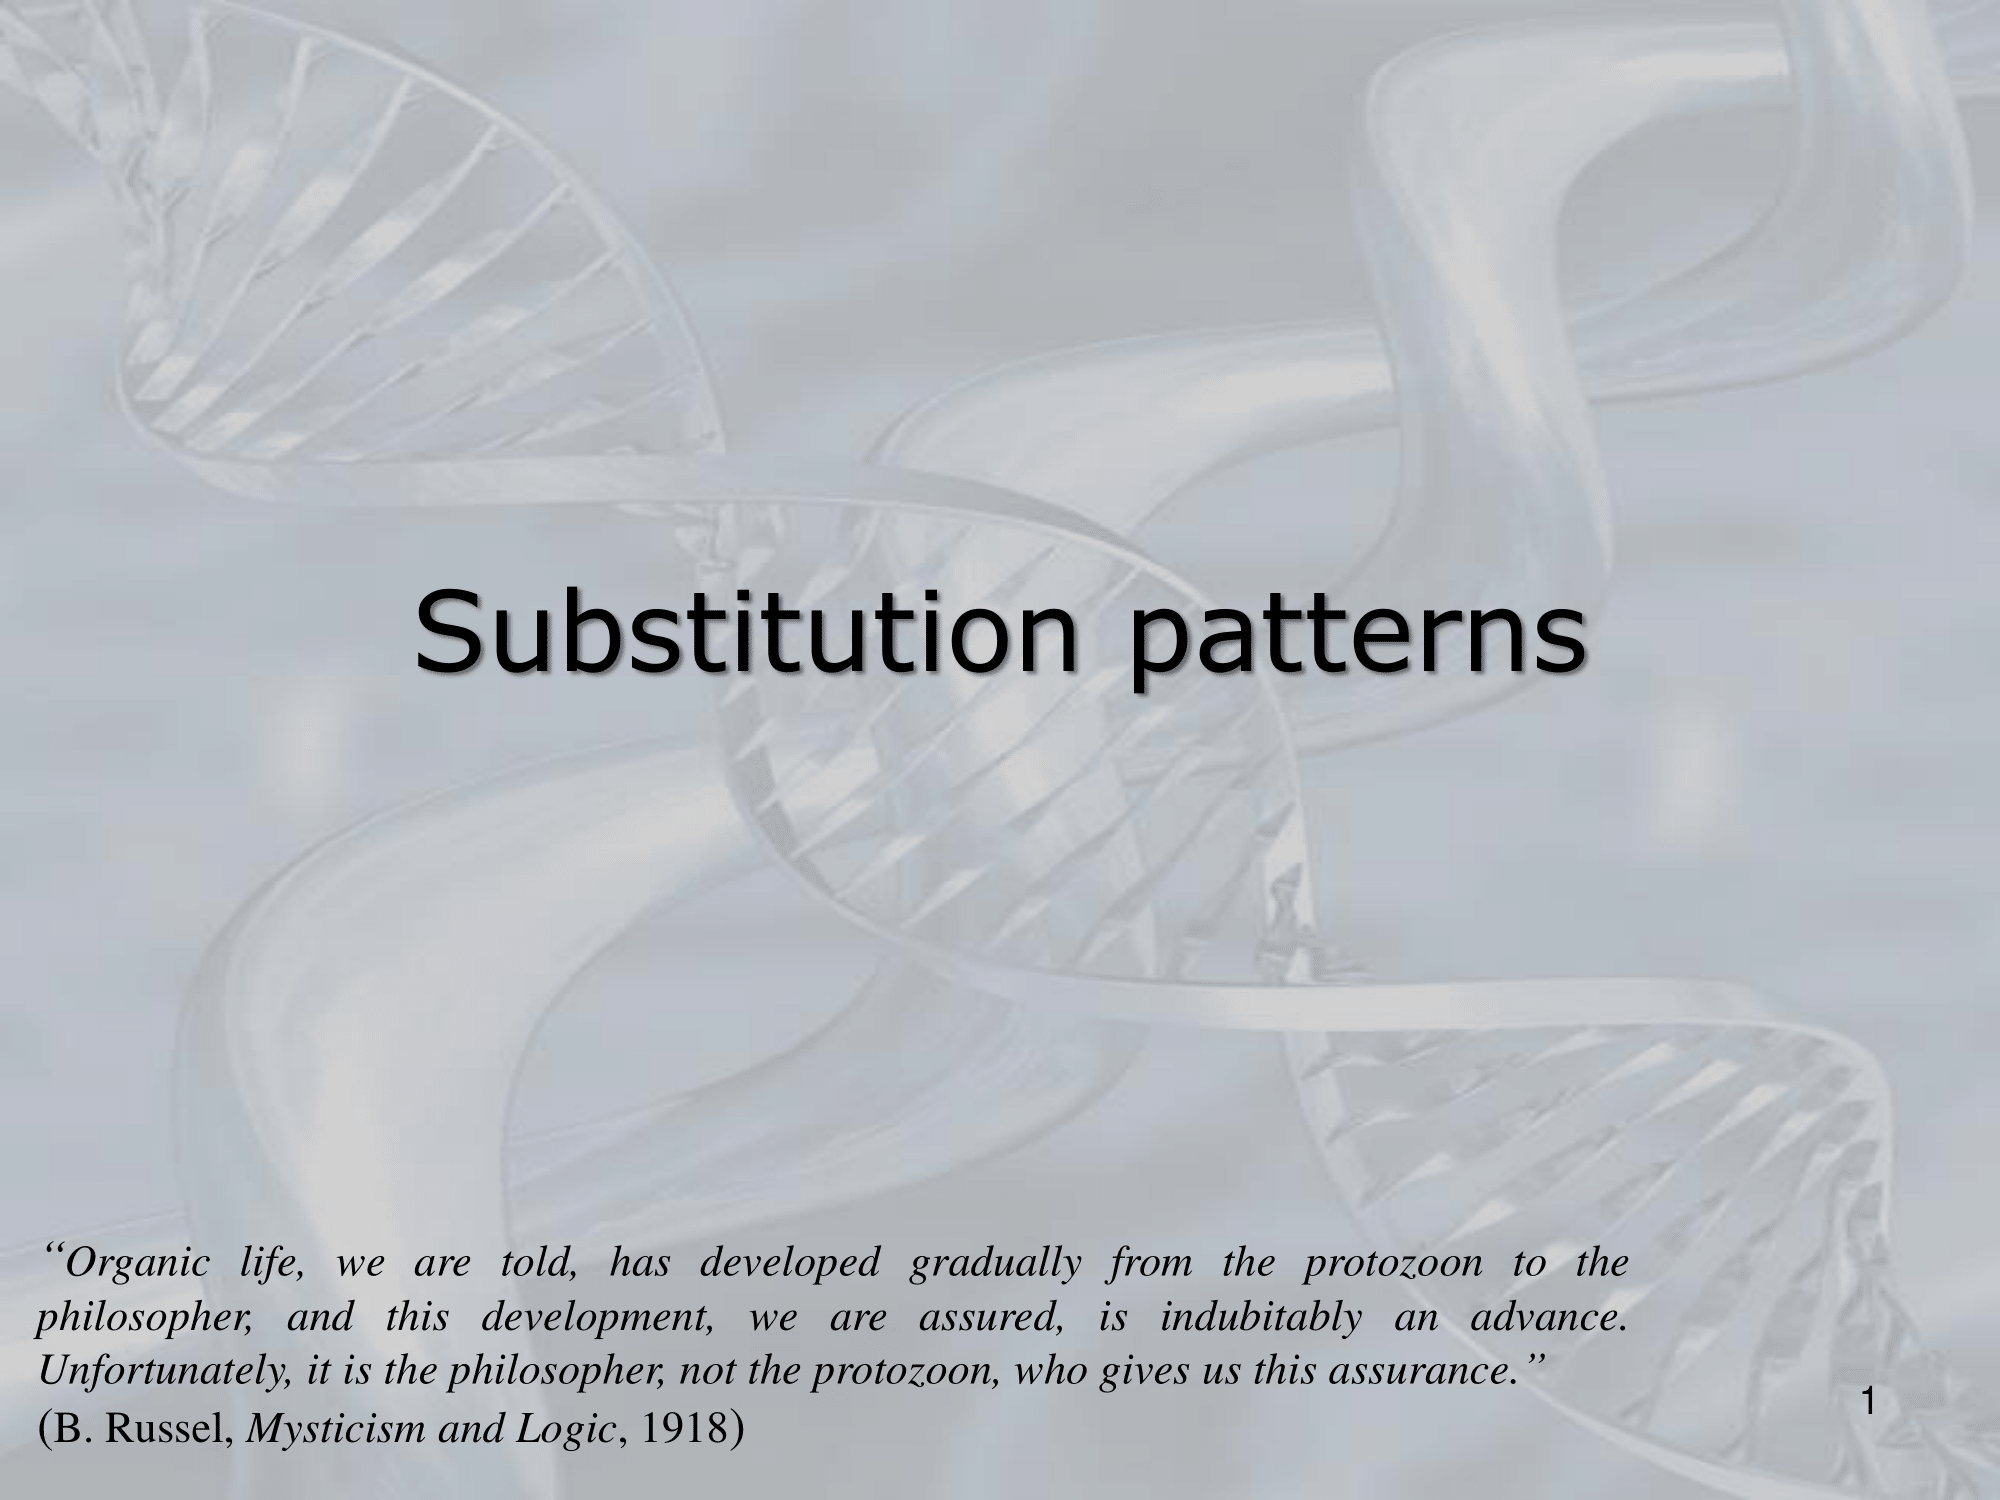 Substitution patterns
“Organic life, we are told, has developed gradually from the protozoon to the
philosopher, and this development, we are assured, is indubitably an advance.
Unfortunately, it is the philosopher, not the protozoon, who gives us this assurance.”
(B. Russel, Mysticism and Logic, 1918)
1